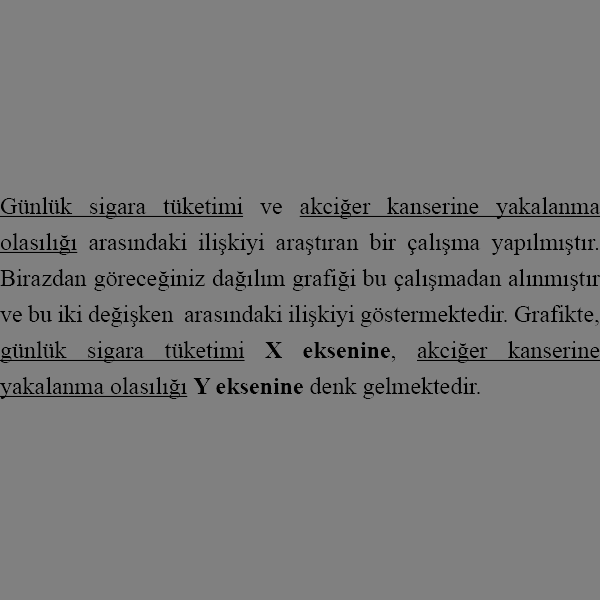 Günlük sigara tüketimi ve akciğer kanserine yakalanma
olasılığı arasındaki ilişkiyi araştıran bir çalışma yapılmıştır.
Birazdan göreceğiniz dağılım grafiği bu çalışmadan alınmıştır
ve bu iki değişken arasındaki ilişkiyi göstermektedir. Grafikte,
günlük sigara tüketimi X eksenine, akciğer kanserine
yakalanma olasılığı Y eksenine denk gelmektedir.